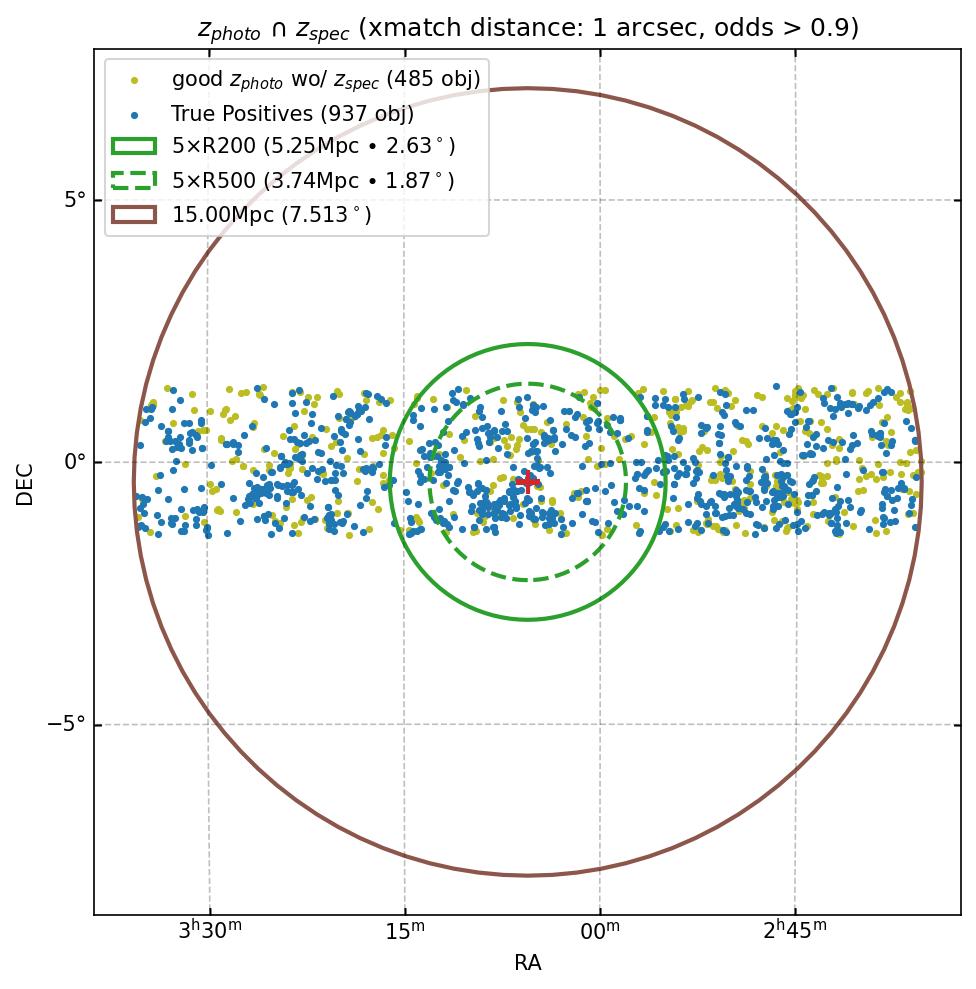 z_photo ∩ z_spec (xmatch distance: 1 arcsec, odds > 0.9)
good z_photo wo/ z_spec (485 obj)
True Positives (937 obj)
5×R200 (5.25Mpc • 2.63°)
5×R500 (3.74Mpc • 1.87°)
15.00Mpc (7.513°)
5°
0°
−5°
DEC
3ʰ30ᵐ 15ᵐ 00ᵐ 2ʰ45ᵐ
RA